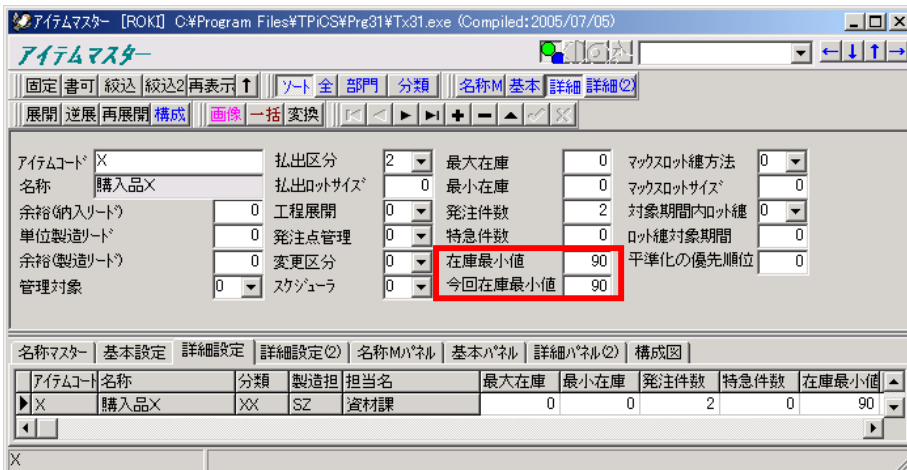 アイテムマスター [ROKI] C:¥Program Files¥TPiCS¥Prg31¥Tx31.exe (Compiled:2005/07/05)
アイテムマスター
固定 書可 絞込 絞込2 再表示 ↑ ソート 全 部門 分類 名称M 基本 詳細 詳細(2)
展開 逆展 再展開 構成 画像 一括 変換
アイテムコード X 払出区分 2 最大在庫 0 マックスロット纏方法 0
名称 購入品X 払出ロットサイズ 0 最小在庫 0 マックスロットサイズ 0
余裕(納入リード) 0 工程展開 0 発注件数 2 対象期間内ロット纏 0
単位製造リード 0 発注点管理 0 特急件数 0 ロット纏対象期間 0
余裕(製造リード) 0 変更区分 0 在庫最小値 90 平準化の優先順位 0
管理対象 0 スケジューラ 0 今回在庫最小値 90
名称マスター 基本設定 詳細設定 詳細設定(2) 名称Mパネル 基本パネル 詳細パネル(2) 構成図
アイテムコード 名称 分類 製造担 担当名 最大在庫 最小在庫 発注件数 特急件数 在庫最小値
X 購入品X XX SZ 資材課 0 0 2 0 90
X